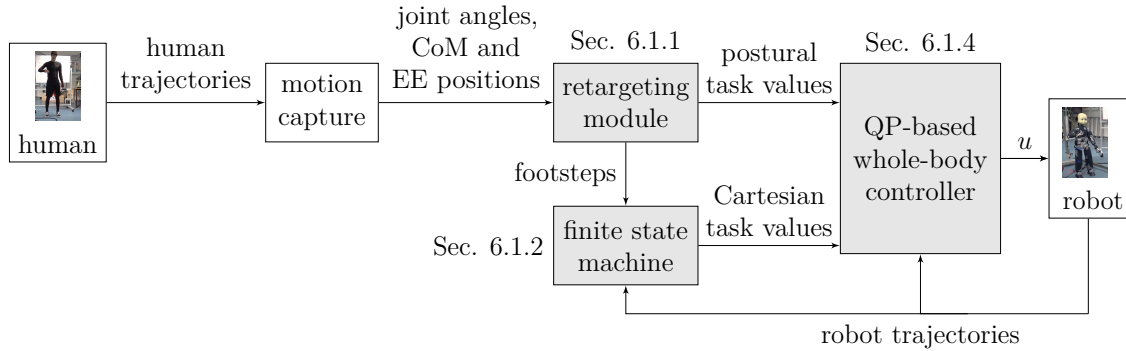 human
human
trajectories
motion
capture
joint angles,
CoM and
EE positions
Sec. 6.1.1
retargeting
module
footsteps
Sec. 6.1.2
finite state
machine
postural
task values
Cartesian
task values
Sec. 6.1.4
QP-based
whole-body
controller
u
robot
robot trajectories